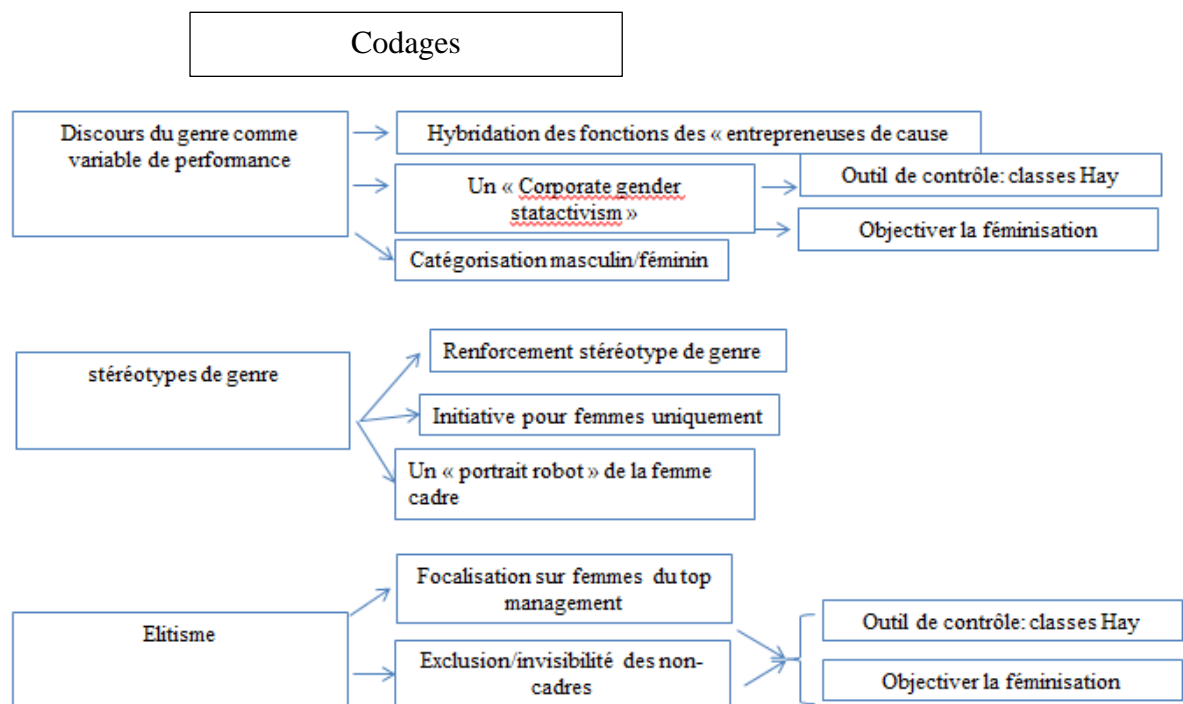 Codages
Discours du genre comme
variable de performance
Hybridation des fonctions des « entrepreneuses de cause
Un « Corporate gender
statactivism »
Outil de contrôle: classes Hay
Objectiver la féminisation
Catégorisation masculin/féminin
stéréotypes de genre
Renforcement stéréotype de genre
Initiative pour femmes uniquement
Un « portrait robot » de la femme
cadre
Elitisme
Focalisation sur femmes du top
management
Exclusion/invisibilité des non-
cadres
Outil de contrôle: classes Hay
Objectiver la féminisation